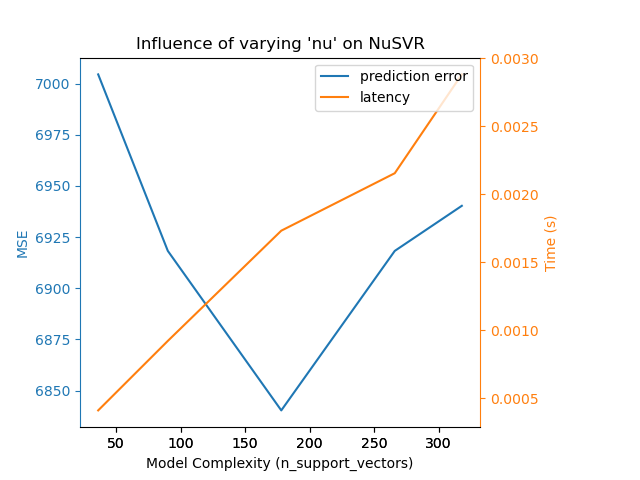 Influence of varying 'nu' on NuSVR
prediction error
latency
7000
6975
6950
6925
6900
6875
6850
MSE
0.0030
0.0025
0.0020
0.0015
0.0010
0.0005
Time (s)
50 100 150 200 250 300
Model Complexity (n_support_vectors)